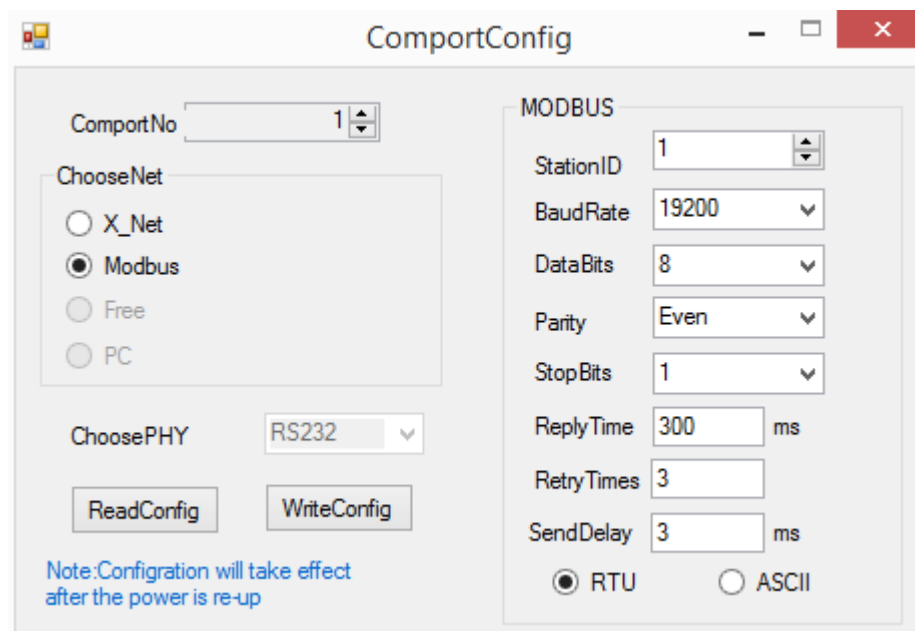 ComportConfig
ComportNo 1
ChooseNet
X_Net
Modbus
Free
PC
ChoosePHY RS232
ReadConfig WriteConfig
Note:Configration will take effect
after the power is re-up
MODBUS
StationID 1
BaudRate 19200
DataBits 8
Parity Even
StopBits 1
ReplyTime 300 ms
RetryTimes 3
SendDelay 3 ms
RTU ASCII